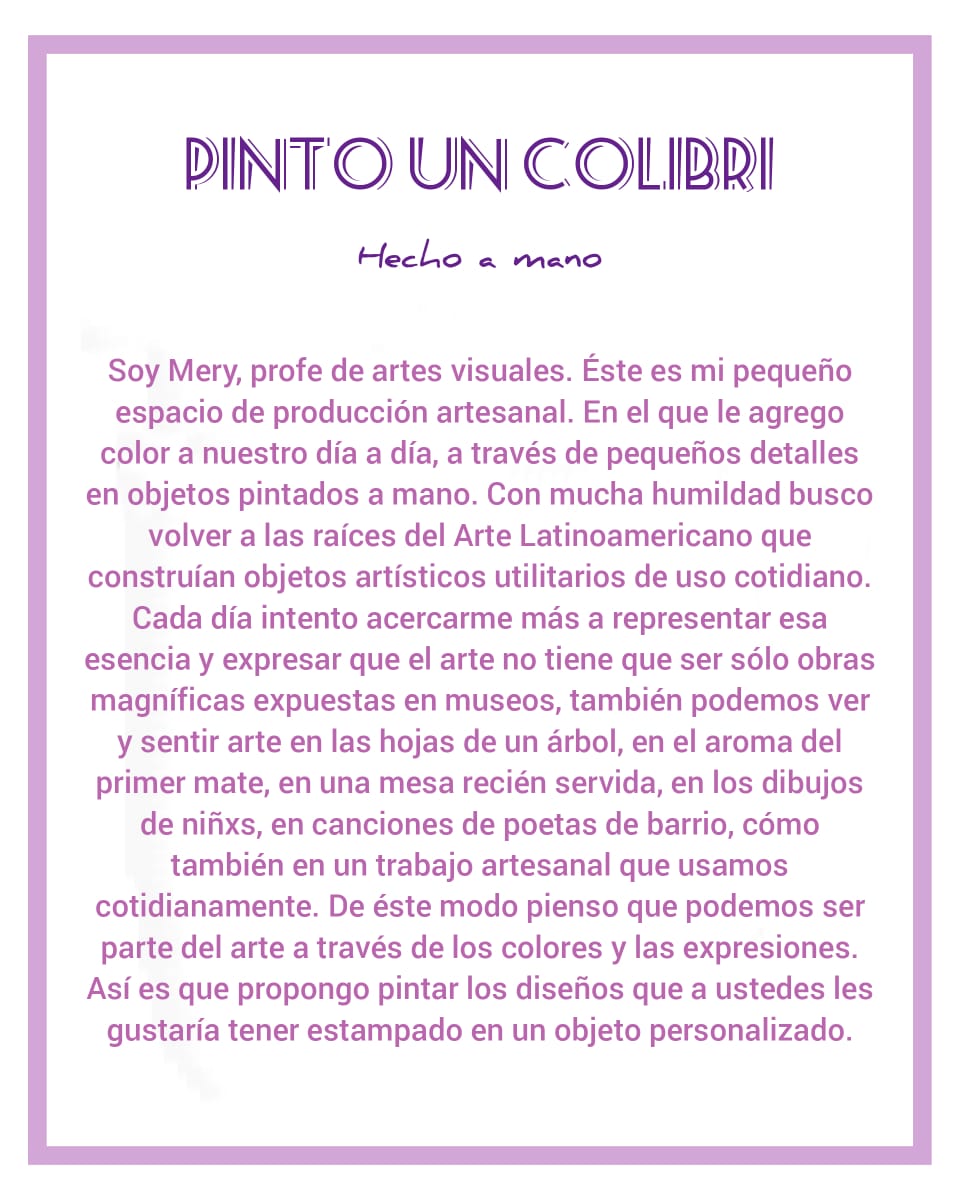 PINTO UN COLIBRI
Hecho a mano
Soy Mery, profe de artes visuales. Éste es mi pequeño
espacio de producción artesanal. En el que le agrego
color a nuestro día a día, a través de pequeños detalles
en objetos pintados a mano. Con mucha humildad busco
volver a las raíces del Arte Latinoamericano que
construían objetos artísticos utilitarios de uso cotidiano.
Cada día intento acercarme más a representar esa
esencia y expresar que el arte no tiene que ser sólo obras
magníficas expuestas en museos, también podemos ver
y sentir arte en las hojas de un árbol, en el aroma del
primer mate, en una mesa recién servida, en los dibujos
de niñxs, en canciones de poetas de barrio, cómo
también en un trabajo artesanal que usamos
cotidianamente. De éste modo pienso que podemos ser
parte del arte a través de los colores y las expresiones.
Así es que propongo pintar los diseños que a ustedes les
gustaría tener estampado en un objeto personalizado.